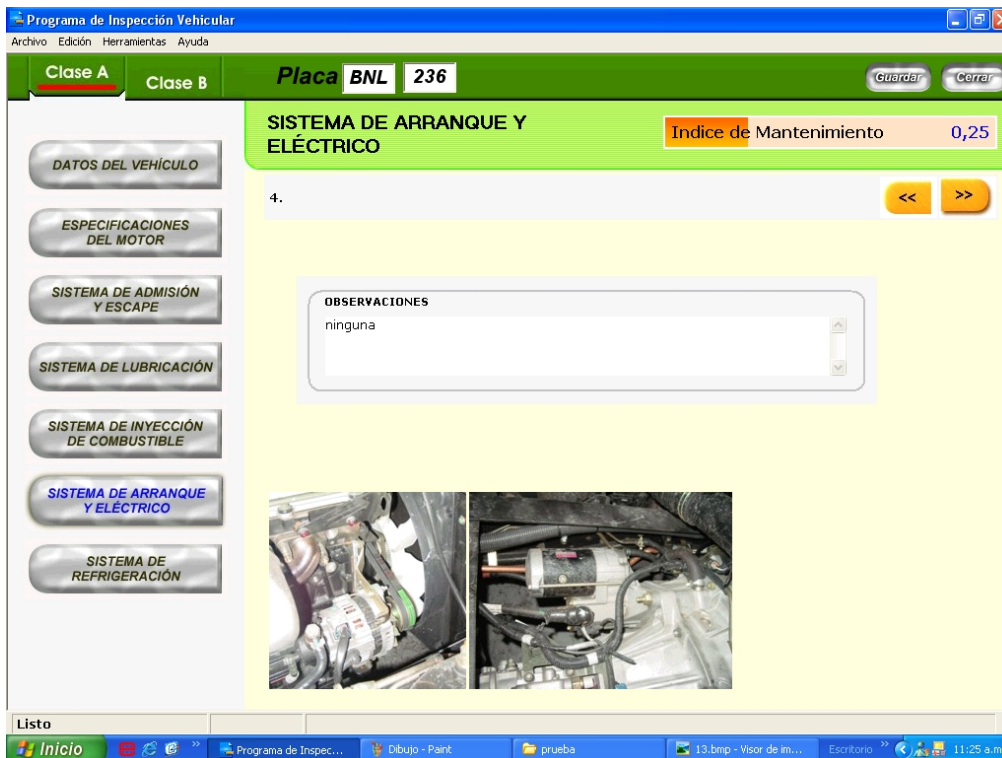 Programa de Inspección Vehicular
Archivo Edición Herramientas Ayuda
Clase A Clase B Placa BNL 236 Guardar Cerrar
SISTEMA DE ARRANQUE Y
ELÉCTRICO
Indice de Mantenimiento 0,25
4. << >>
DATOS DEL VEHÍCULO
ESPECIFICACIONES
DEL MOTOR
SISTEMA DE ADMISIÓN
Y ESCAPE
SISTEMA DE LUBRICACIÓN
SISTEMA DE INYECCIÓN
DE COMBUSTIBLE
SISTEMA DE ARRANQUE
Y ELÉCTRICO
SISTEMA DE
REFRIGERACIÓN
OBSERVACIONES
ninguna
Listo
Inicio » Programa de Inspec... Dibujo - Paint prueba 13.bmp - Visor de im... Escritorio » 11:25 a.m